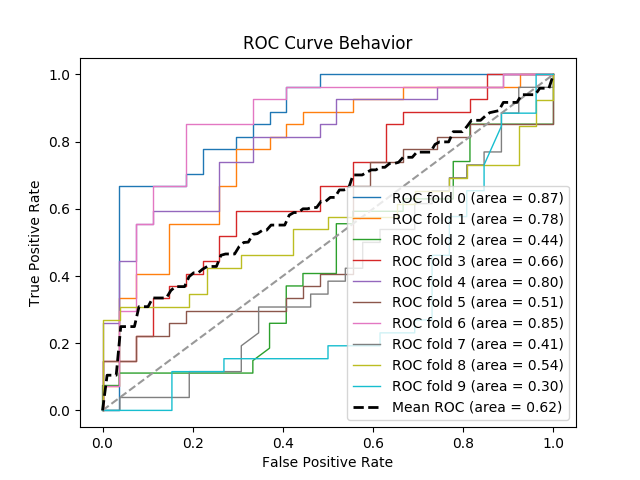 ROC Curve Behavior
True Positive Rate
1.0
0.8
0.6
0.4
0.2
0.0
ROC fold 0 (area = 0.87)
ROC fold 1 (area = 0.78)
ROC fold 2 (area = 0.44)
ROC fold 3 (area = 0.66)
ROC fold 4 (area = 0.80)
ROC fold 5 (area = 0.51)
ROC fold 6 (area = 0.85)
ROC fold 7 (area = 0.41)
ROC fold 8 (area = 0.54)
ROC fold 9 (area = 0.30)
Mean ROC (area = 0.62)
0.0 0.2 0.4 0.6 0.8 1.0
False Positive Rate